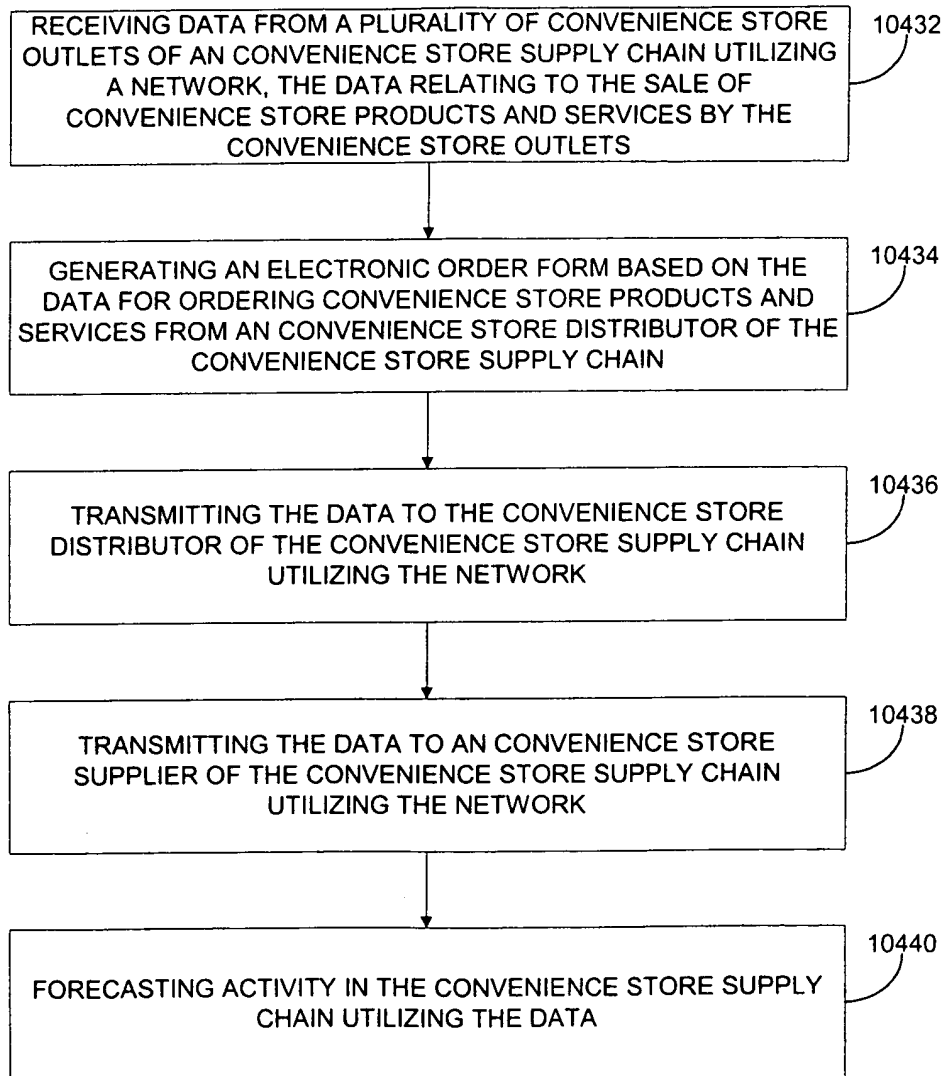 RECEIVING DATA FROM A PLURALITY OF CONVENIENCE STORE
OUTLETS OF AN CONVENIENCE STORE SUPPLY CHAIN UTILIZING
A NETWORK, THE DATA RELATING TO THE SALE OF
CONVENIENCE STORE PRODUCTS AND SERVICES BY THE
CONVENIENCE STORE OUTLETS
10432
GENERATING AN ELECTRONIC ORDER FORM BASED ON THE
DATA FOR ORDERING CONVENIENCE STORE PRODUCTS AND
SERVICES FROM AN CONVENIENCE STORE DISTRIBUTOR OF THE
CONVENIENCE STORE SUPPLY CHAIN
10434
TRANSMITTING THE DATA TO THE CONVENIENCE STORE
DISTRIBUTOR OF THE CONVENIENCE STORE SUPPLY CHAIN
UTILIZING THE NETWORK
10436
TRANSMITTING THE DATA TO AN CONVENIENCE STORE
SUPPLIER OF THE CONVENIENCE STORE SUPPLY CHAIN
UTILIZING THE NETWORK
10438
FORECASTING ACTIVITY IN THE CONVENIENCE STORE SUPPLY
CHAIN UTILIZING THE DATA
10440